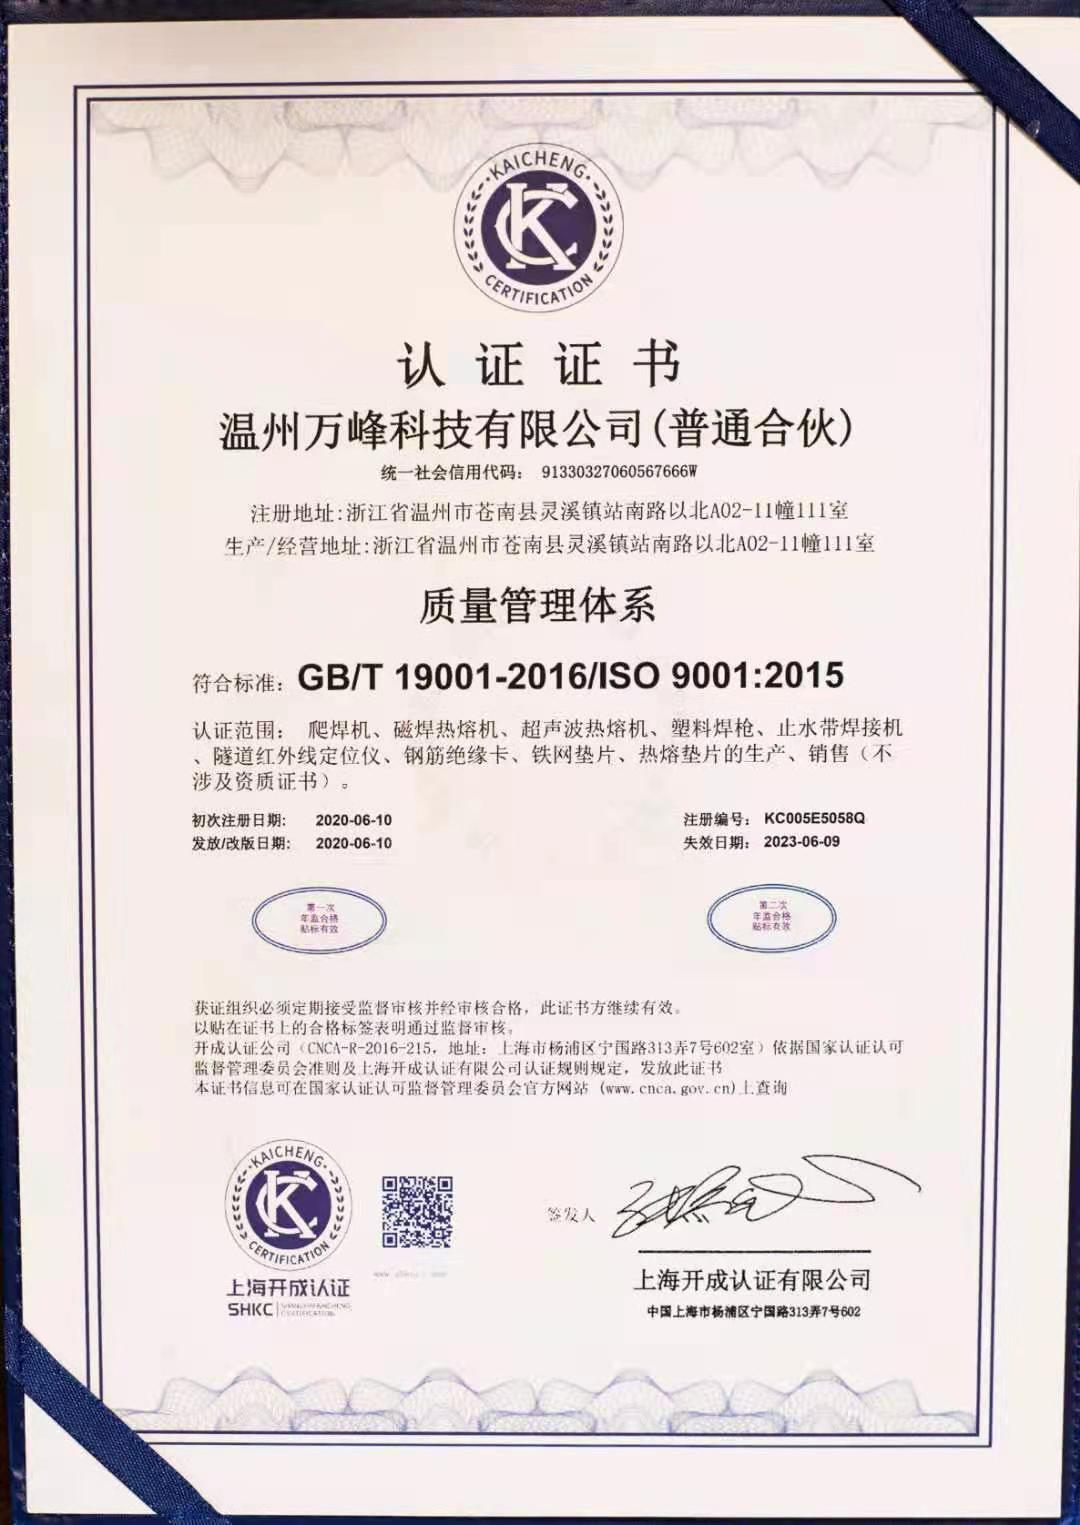 KAICHENG
KC
CERTIFICATION
认证证书
温州万峰科技有限公司(普通合伙)
统一社会信用代码： 91330327060567666W
注册地址:浙江省温州市苍南县灵溪镇站南路以北A02-11幢111室
生产/经营地址:浙江省温州市苍南县灵溪镇站南路以北A02-11幢111室
质量管理体系
符合标准: GB/T 19001-2016/ISO 9001:2015
认证范围： 爬焊机、磁焊热熔机、超声波热熔机、塑料焊枪、止水带焊接机
、隧道红外线定位仪、钢筋绝缘卡、铁网垫片、热熔垫片的生产、销售（不
涉及资质证书）。
初次注册日期: 2020-06-10
注册编号： KC005E5058Q
发放/改版日期: 2020-06-10
失效日期： 2023-06-09
第一次
年监合格
贴标有效
第二次
年监合格
贴标有效
获证组织必须定期接受监督审核并经审核合格，此证书方继续有效。
以贴在证书上的合格标签表明通过监督审核。
开成认证公司（CNCA-R-2016-215，地址：上海市杨浦区宁国路313弄7号602室）依据国家认证认可
监督管理委员会准则及上海开成认证有限公司认证规则规定，发放此证书
本证书信息可在国家认证认可监督管理委员会官方网站 (www.cnca.gov.cn)上查询
KAICHENG
KC
CERTIFICATION
上海开成认证
SHKC SHANGHAI KAICHENG
CERTIFICATION
签发人
上海开成认证有限公司
中国上海市杨浦区宁国路313弄7号602